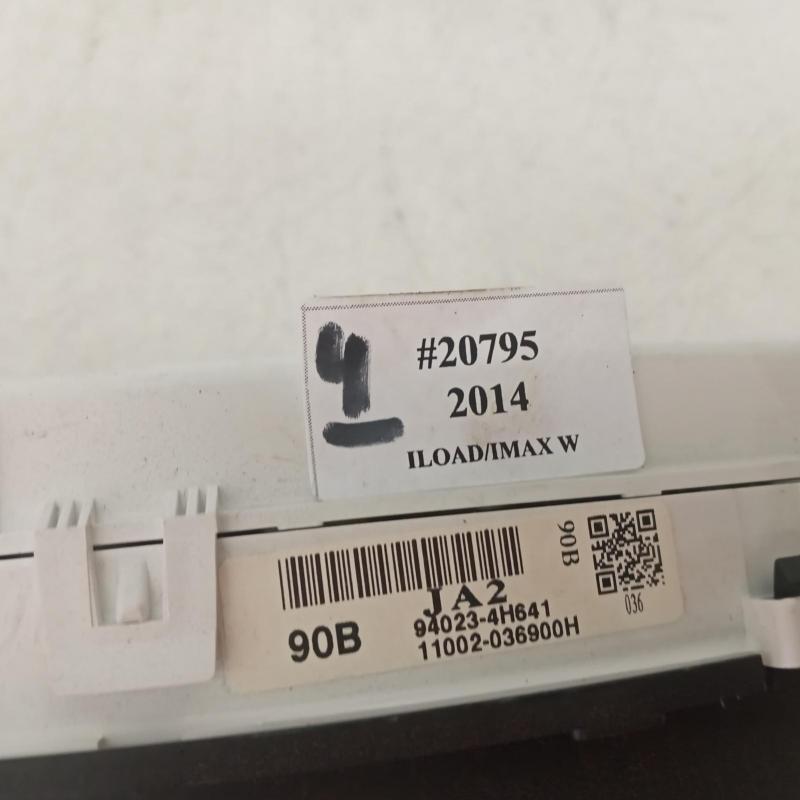 #20795
2014
ILOAD/IMAX W
90B
JA2
94023-4H641
11002-036900H
90B
036